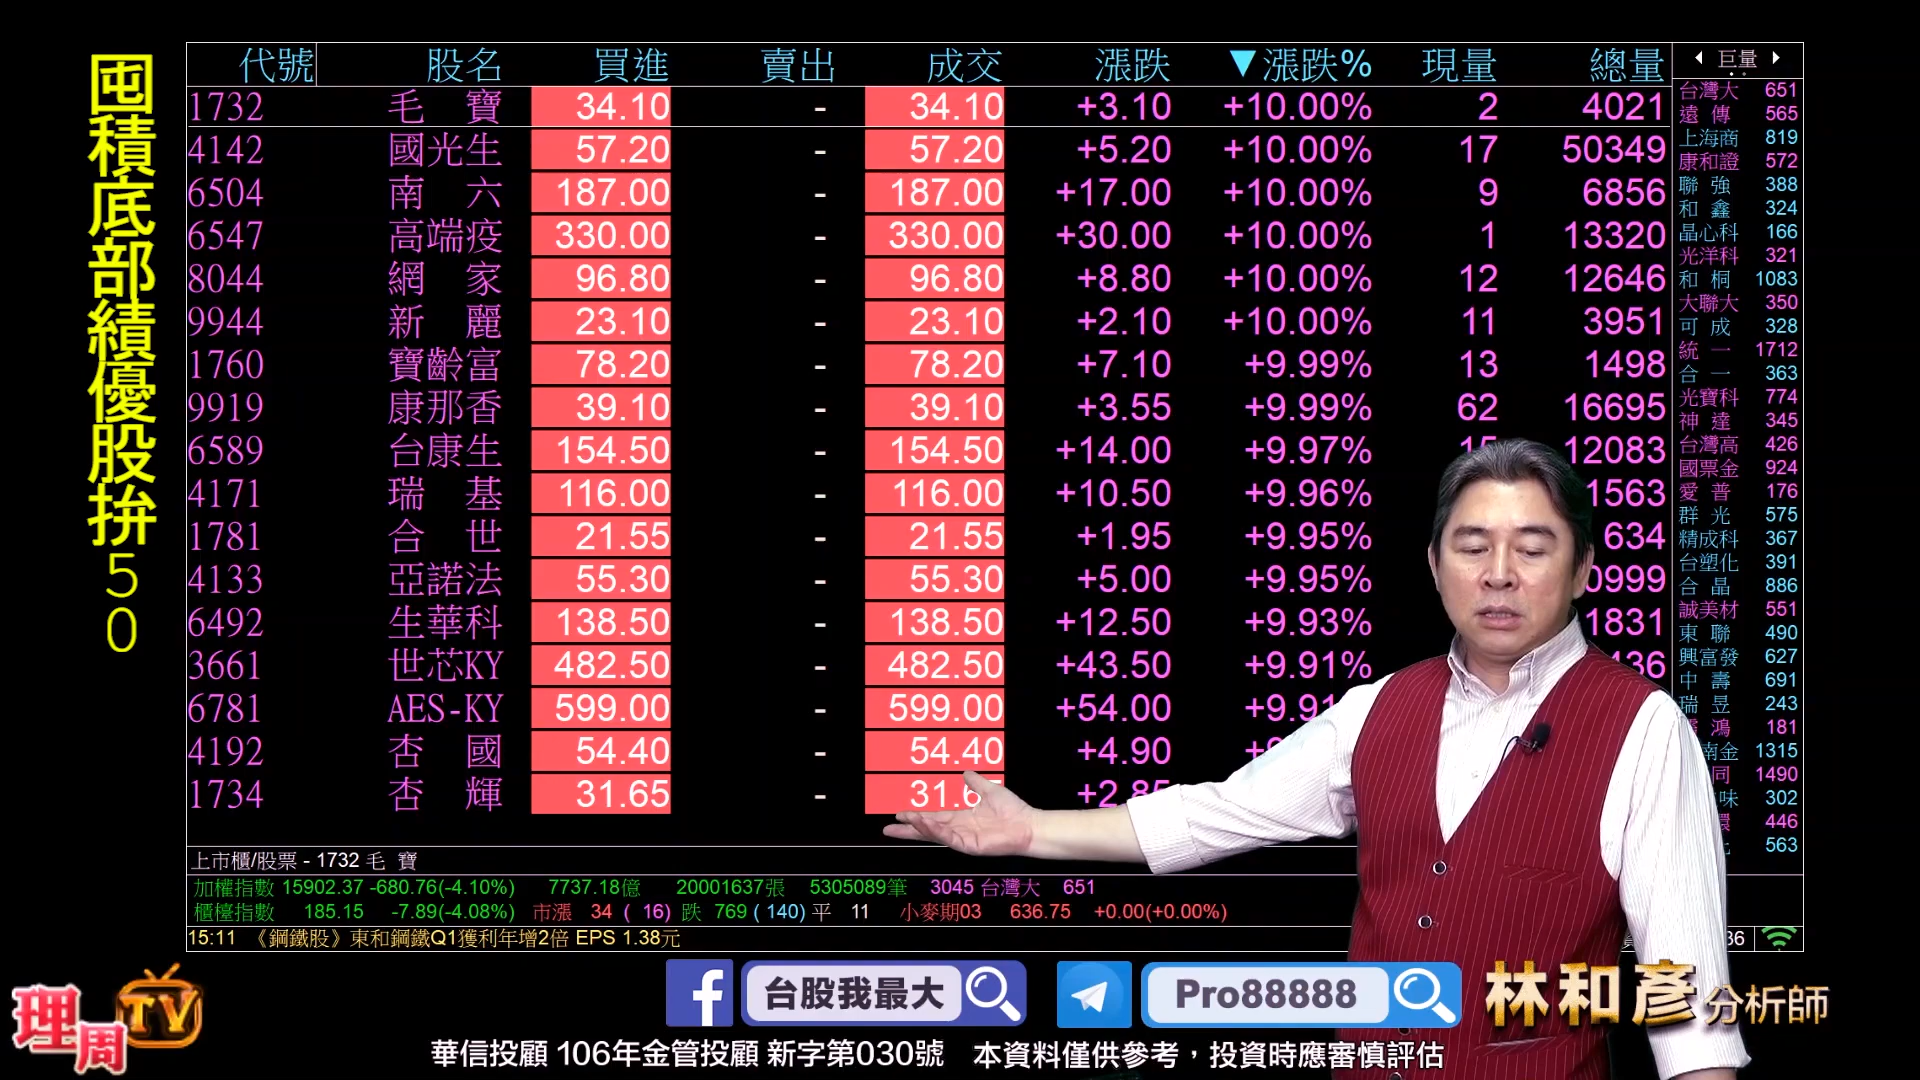 囤積底部績優股拚50
代號 股名 買進 賣出 成交 漲跌 ▼漲跌% 現量 總量
1732 毛寶 34.10 - 34.10 +3.10 +10.00% 2 4021
4142 國光生 57.20 - 57.20 +5.20 +10.00% 17 50349
6504 南六 187.00 - 187.00 +17.00 +10.00% 9 6856
6547 高端疫 330.00 - 330.00 +30.00 +10.00% 1 13320
8044 網家 96.80 - 96.80 +8.80 +10.00% 12 12646
9944 新麗 23.10 - 23.10 +2.10 +10.00% 11 3951
1760 寶齡富 78.20 - 78.20 +7.10 +9.99% 13 1498
9919 康那香 39.10 - 39.10 +3.55 +9.99% 62 16695
6589 台康生 154.50 - 154.50 +14.00 +9.97% 12083
4171 瑞基 116.00 - 116.00 +10.50 +9.96% 1563
1781 合世 21.55 - 21.55 +1.95 +9.95% 634
4133 亞諾法 55.30 - 55.30 +5.00 +9.95% 0999
6492 生華科 138.50 - 138.50 +12.50 +9.93% 1831
3661 世芯KY 482.50 - 482.50 +43.50 +9.91% 436
6781 AES-KY 599.00 - 599.00 +54.00 +9.91
4192 杏國 54.40 - 54.40 +4.90
1734 杏輝 31.65 - 31.6 +2.85
巨量
台灣大 651
遠傳 565
上海商 819
康和證 572
聯強 388
和鑫 324
晶心科 166
光洋科 321
和桐 1083
大聯大 350
可成 328
統一 1712
合一 363
光寶科 774
神達 345
台灣高 426
國票金 924
愛普 176
群光 575
精成科 367
台塑化 391
合晶 886
誠美材 551
東聯 490
興富發 627
中壽 691
瑞昱 243
鴻 181
南金 1315
同 1490
味 302
環 446
563
上市櫃/股票 - 1732 毛寶
加權指數 15902.37 -680.76(-4.10%) 7737.18億 20001637張 5305089筆 3045 台灣大 651
櫃檯指數 185.15 -7.89(-4.08%) 市漲 34 ( 16) 跌 769 ( 140) 平 11 小麥期03 636.75 +0.00(+0.00%)
15:11 《鋼鐵股》東和鋼鐵Q1獲利年增2倍 EPS 1.38元
36
理周TV
f 台股我最大 Pro88888 林和彥分析師
華信投顧 106年金管投顧 新字第030號 本資料僅供參考，投資時應審慎評估